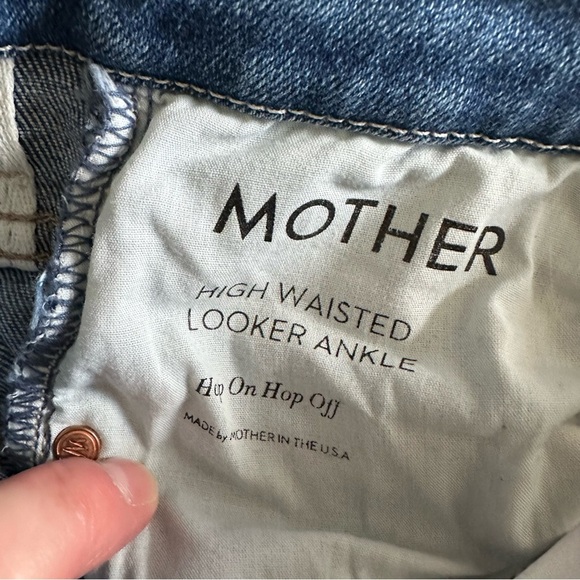 MOTHER
HIGH WAISTED
LOOKER ANKLE
Hop On Hop Off
MADE by MOTHER IN THE U.S.A